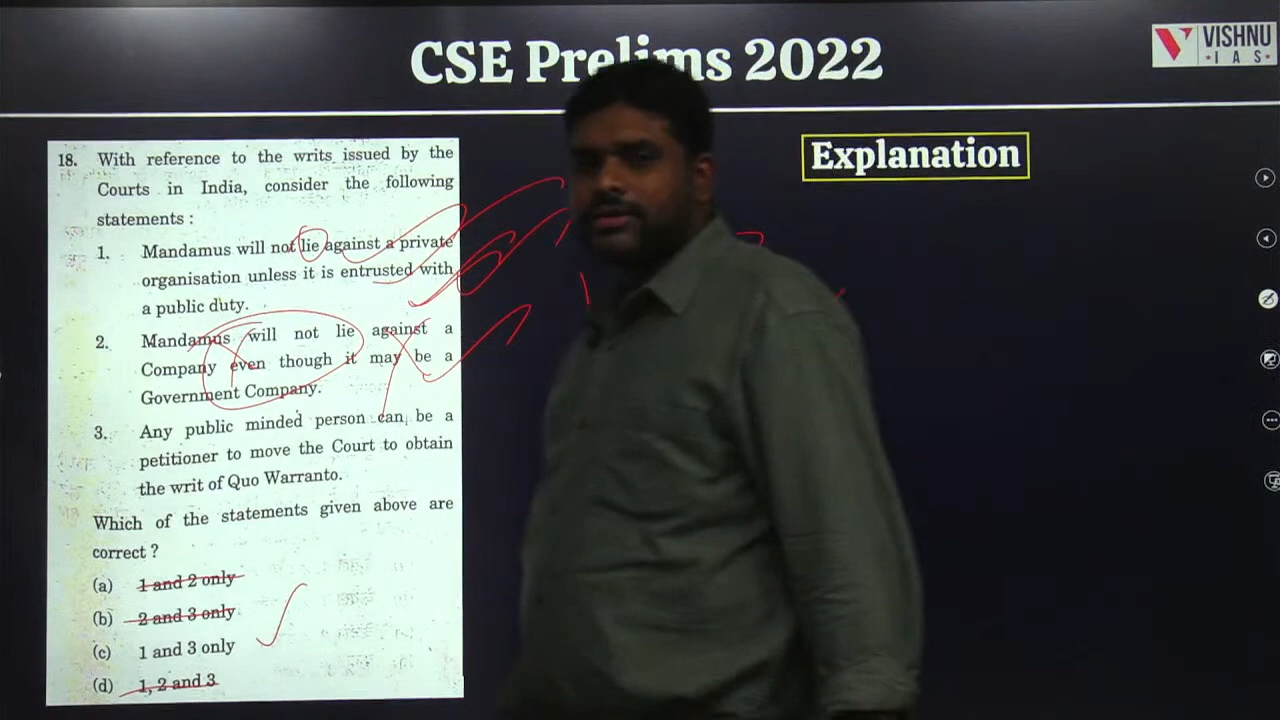 CSE Prelims 2022
VISHNU
IAS
Explanation
18. With reference to the writs issued by the
Courts in India, consider the following
statements :
1. Mandamus will not lie against a private
organisation unless it is entrusted with
a public duty.
2. Mandamus will not lie against a
Company even though it may be a
Government Company.
3. Any public minded person can be a
petitioner to move the Court to obtain
the writ of Quo Warranto.
Which of the statements given above are
correct ?
(a) 1 and 2 only
(b) 2 and 3 only
(c) 1 and 3 only
(d) 1, 2 and 3